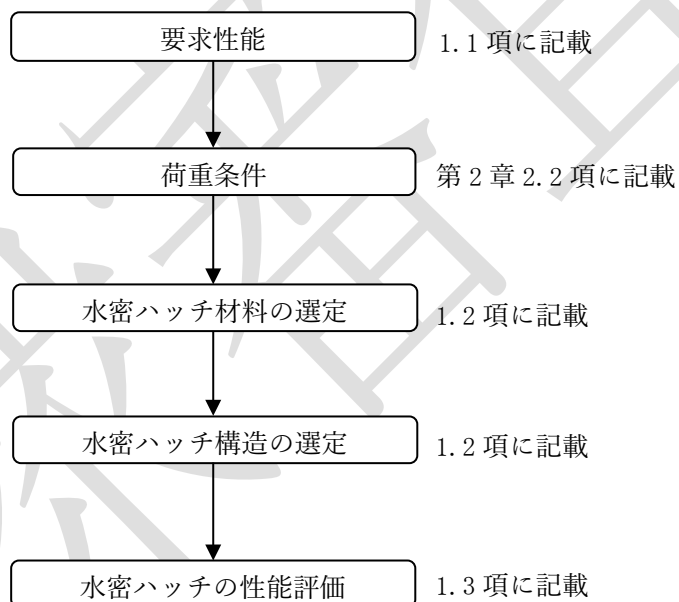 要求性能 1.1項に記載
荷重条件 第2章2.2項に記載
水密ハッチ材料の選定 1.2項に記載
水密ハッチ構造の選定 1.2項に記載
水密ハッチの性能評価 1.3項に記載